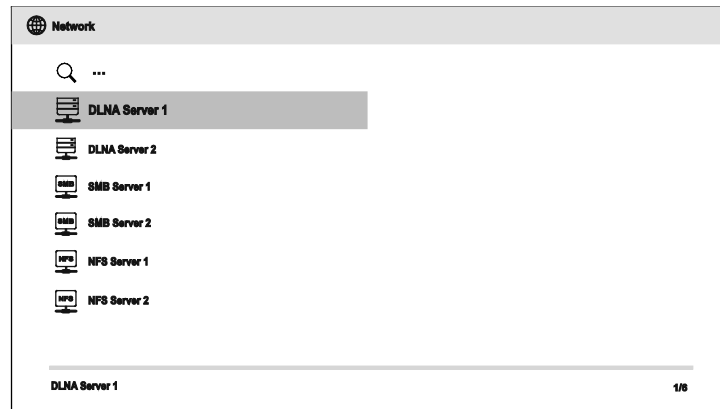 Network
...
DLNA Server 1
DLNA Server 2
SMB SMB Server 1
SMB SMB Server 2
NFS NFS Server 1
NFS NFS Server 2
DLNA Server 1 1/6